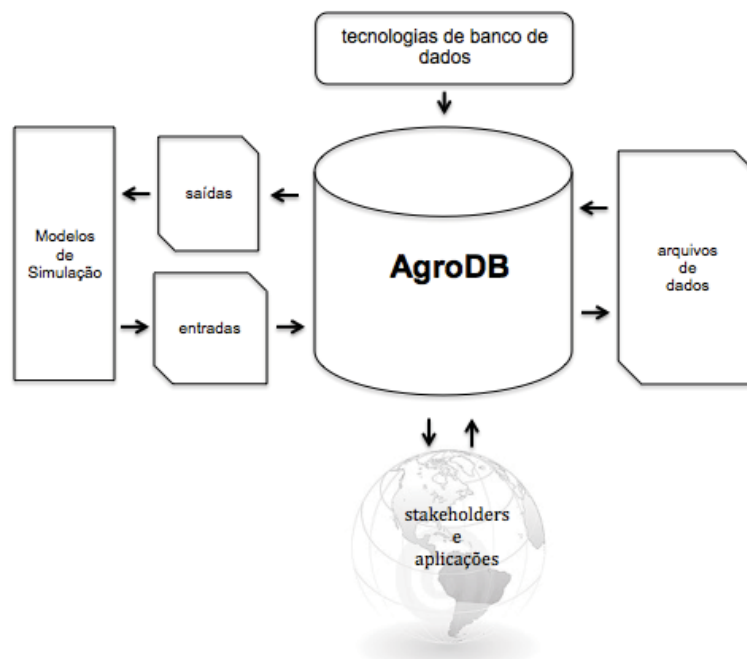 tecnologias de banco de
dados
saídas
Modelos
de
Simulação
entradas
AgroDB
arquivos
de
dados
stakeholders
e
aplicações